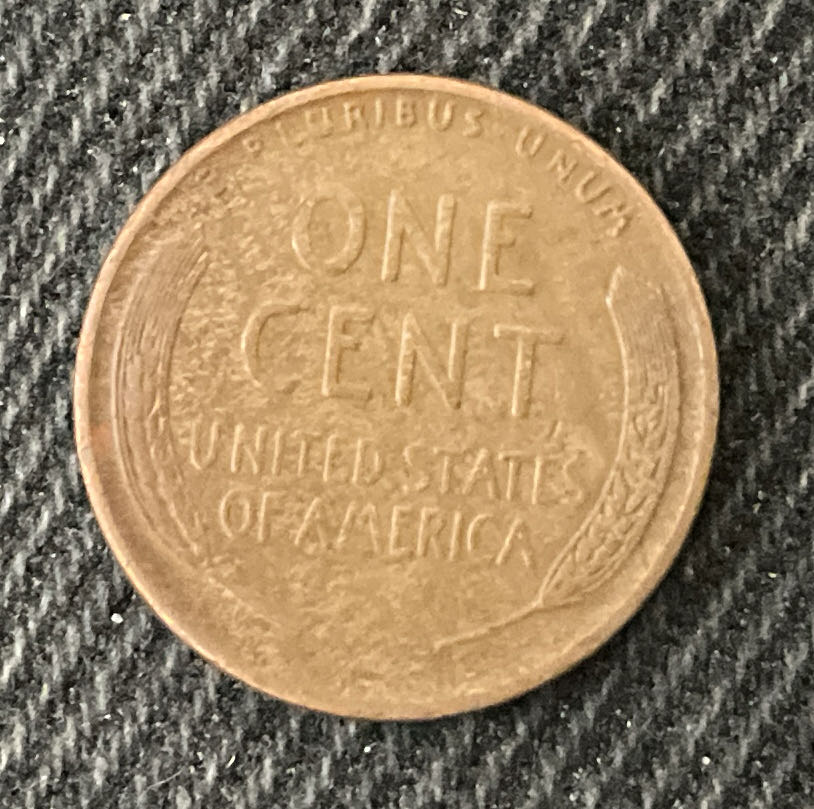 PLURIBUS UNUM
ONE
CENT
UNITED STATES
OF AMERICA